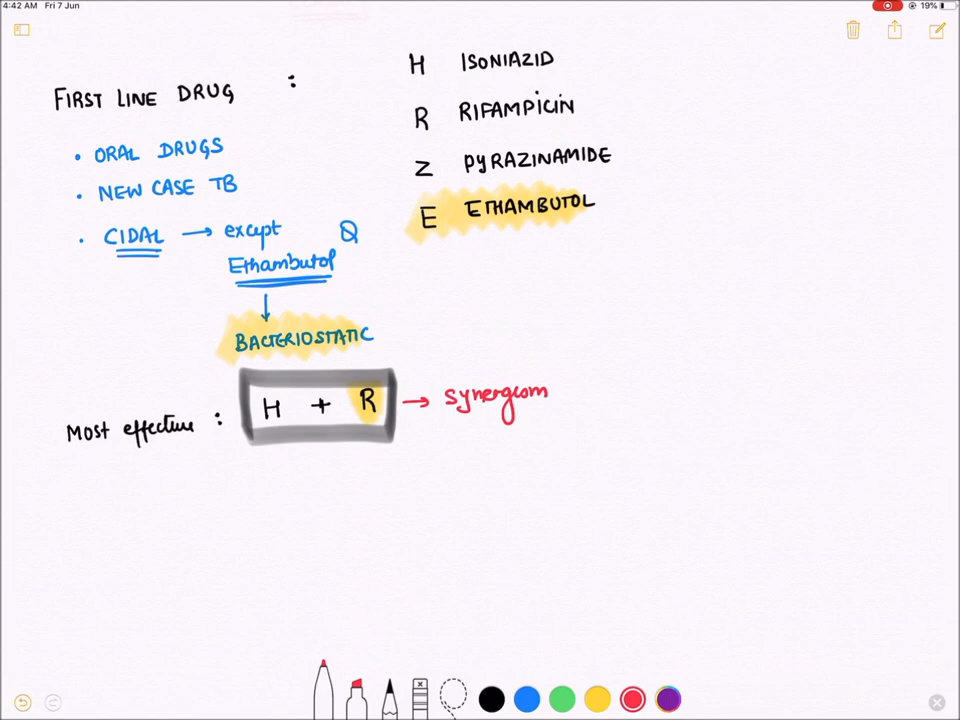 4:42 AM Fri 7 Jun
19%
FIRST LINE DRUG :
• ORAL DRUGS
• NEW CASE TB
• CIDAL → except Q
Ethambutol
↓
BACTERIOSTATIC
Most effective : H + R → Synergism
H ISONIAZID
R RIFAMPICIN
Z PYRAZINAMIDE
E ETHAMBUTOL